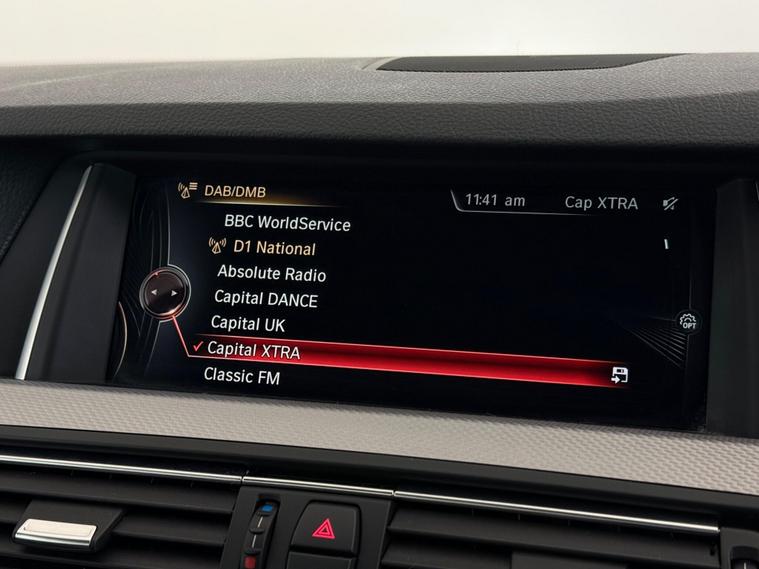 DAB/DMB
11:41 am
Cap XTRA
BBC WorldService
D1 National
Absolute Radio
Capital DANCE
Capital UK
OPT
Capital XTRA
Classic FM